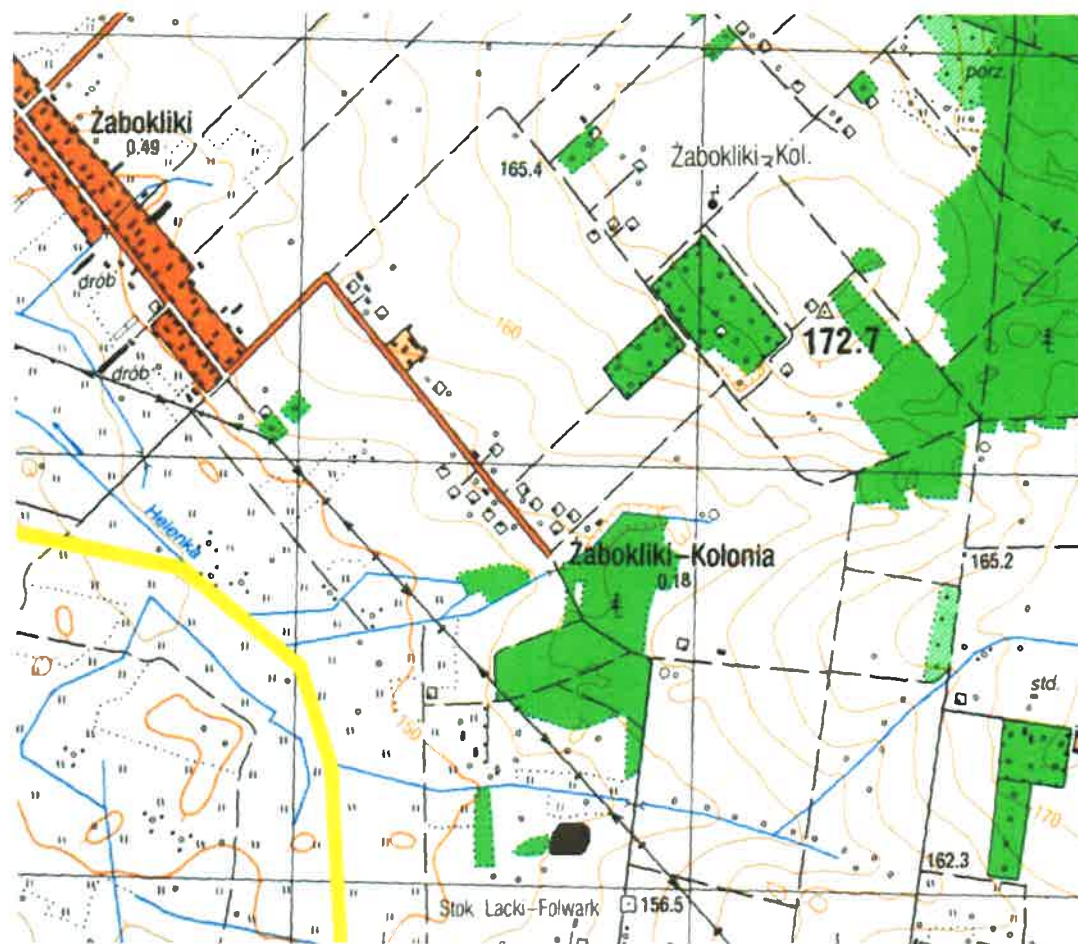 porz.
Żabokliki
0.49
Żabokliki-Kol.
165.4
drób
160
172.7
drób
Helenka
Żabokliki-Kolonia
0.18
165.2
std.
150
170
162.3
Stok Lacki-Folwark
156.5